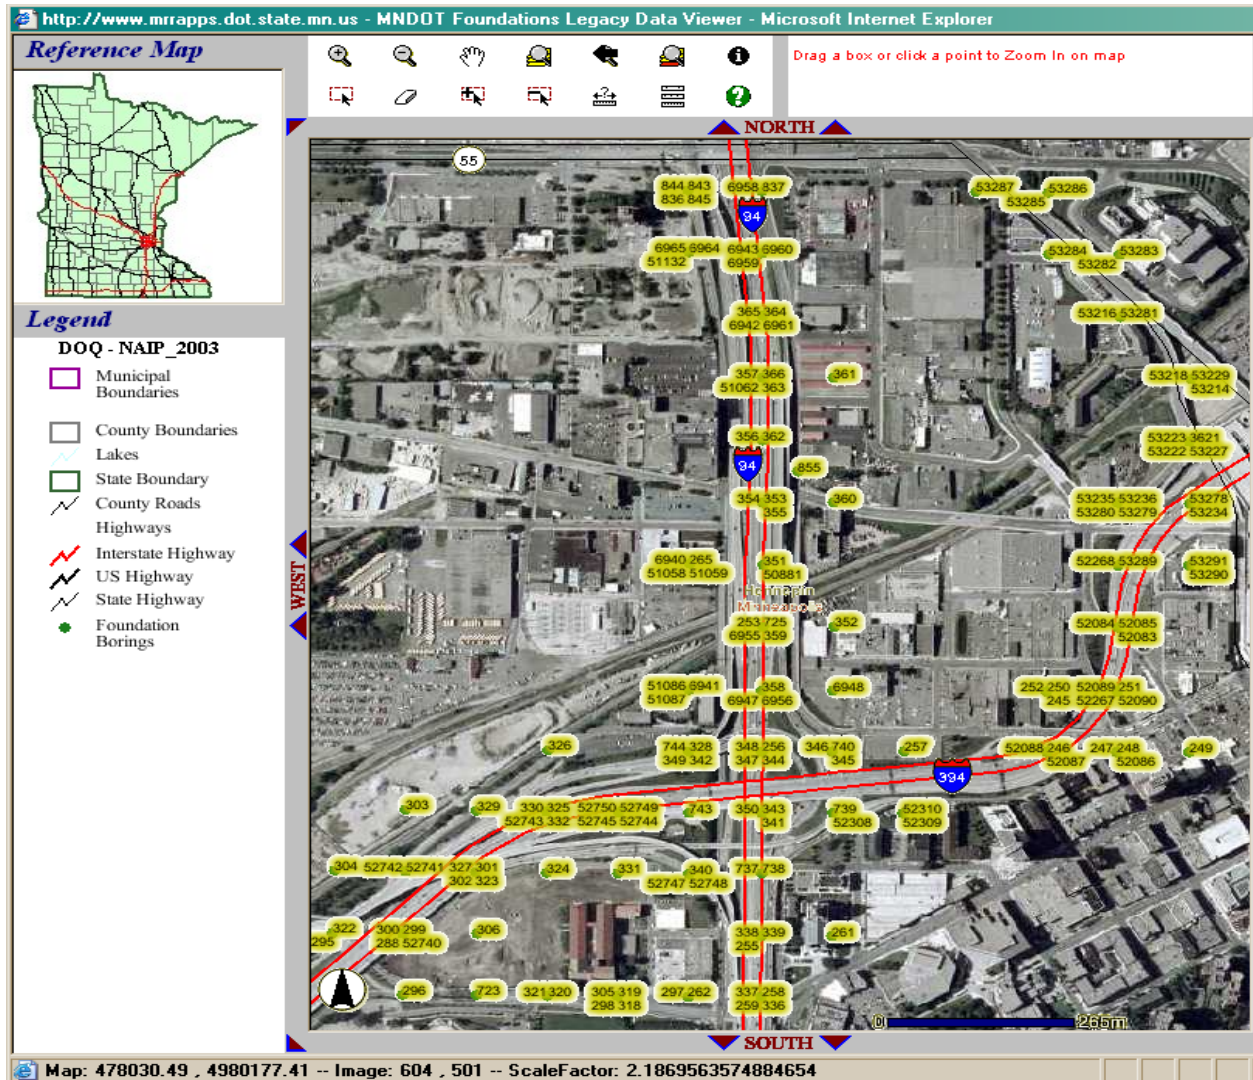 http://www.mrrapps.dot.state.mn.us - MNDOT Foundations Legacy Data Viewer - Microsoft Internet Explorer
Reference Map
Drag a box or click a point to Zoom In on map
Legend
DOQ - NAIP_2003
Municipal
Boundaries
County Boundaries
Lakes
State Boundary
County Roads
Highways
Interstate Highway
US Highway
State Highway
Foundation
Borings
NORTH
WEST
55
844 843 6958 837 53287 53286
836 845 53285
94
6965 6964 6943 6960 53284 53283
51132 6959 53282
365 364 53216 53281
6942 6961
357 366 361 53218 53229
51062 363 53214
356 362 53223 3621
53222 53227
94
855
354 353 360 53235 53236 53278
355 53280 53279 53234
6940 265 351 52268 53289 53291
51058 51059 50881 53290
Hennepin
Minneapolis
253 725 352 52084 52085
6955 359 52083
51086 6941 358 6948 252 250 52089 251
51087 6947 6956 245 52267 52090
326 744 328 348 256 346 740 257 52088 246 247 248 249
349 342 347 344 345 52087 52086
394
303 329 330 325 52750 52749 743 350 343 739 52310
52743 332 52745 52744 341 52308 52309
304 52742 52741 327 301 324 331 340 737 738
302 323 52747 52748
322 300 299 306 338 339 261
295 288 52740 255
296 723 321 320 305 319 297 262 337 258
298 318 259 336
0 266m
SOUTH
Map: 478030.49 , 4980177.41 -- Image: 604 , 501 -- ScaleFactor: 2.1869563574884654